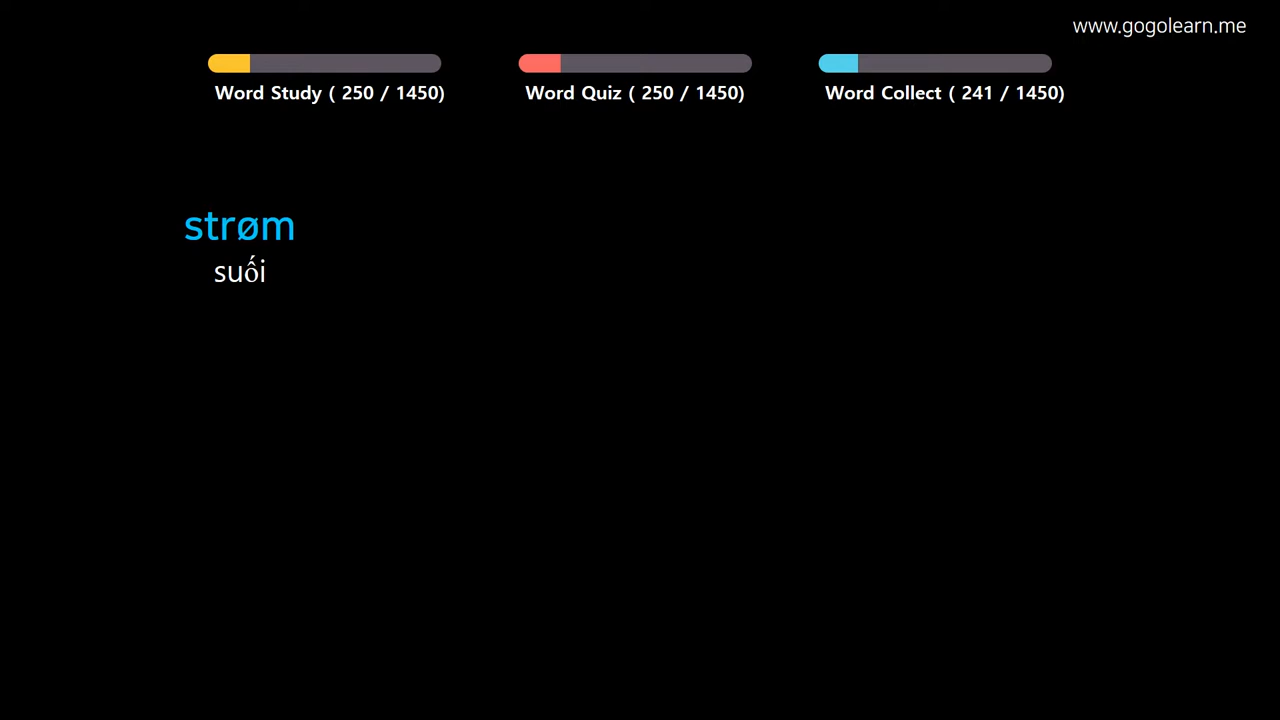 www.gogolearn.me
Word Study ( 250 / 1450)
Word Quiz ( 250 / 1450)
Word Collect ( 241 / 1450)
strøm
suối